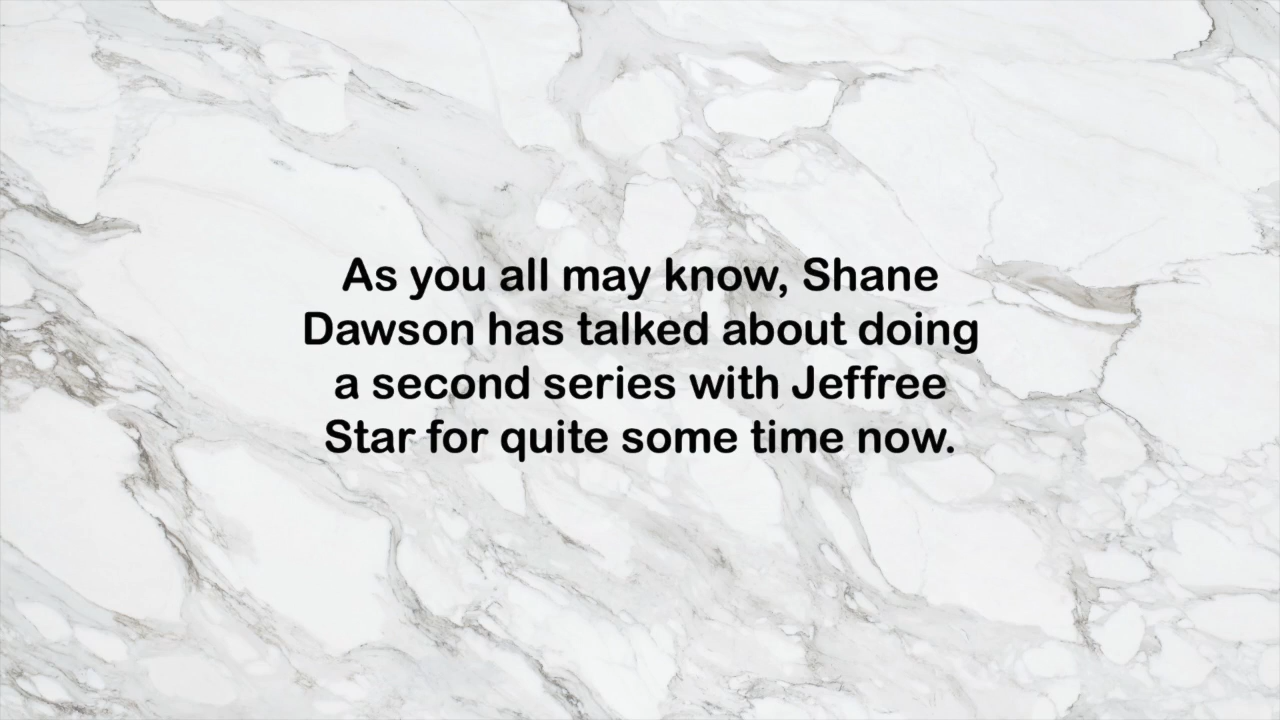 As you all may know, Shane
Dawson has talked about doing
a second series with Jeffree
Star for quite some time now.